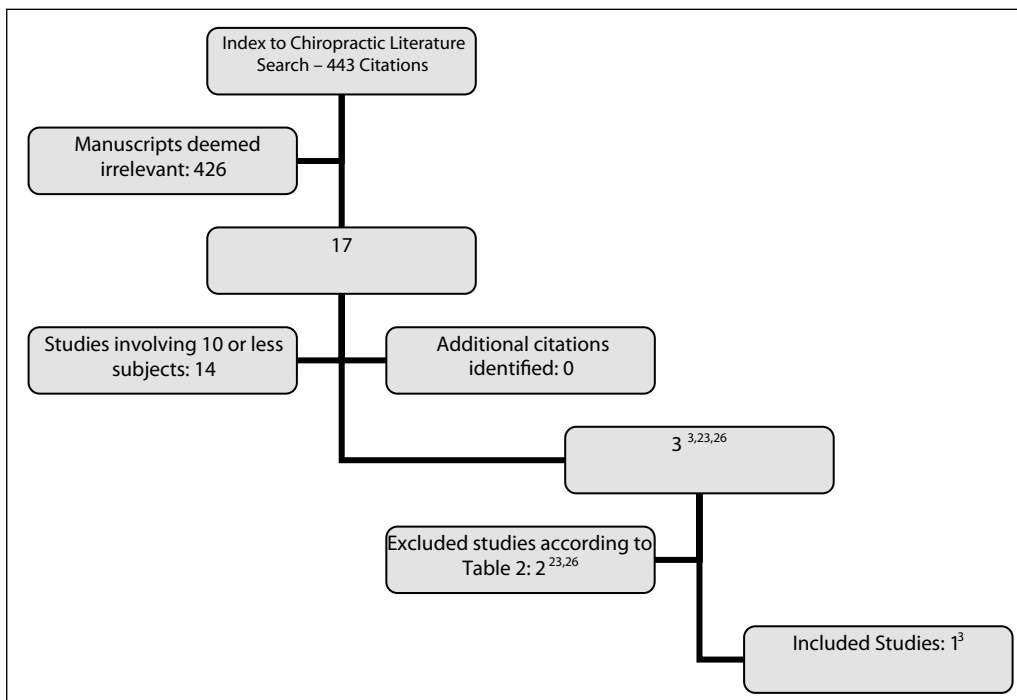 Index to Chiropractic Literature
Search – 443 Citations
Manuscripts deemed
irrelevant: 426
17
Studies involving 10 or less
subjects: 14
Additional citations
identified: 0
3 3,23,26
Excluded studies according to
Table 2: 2 23,26
Included Studies: 1 3